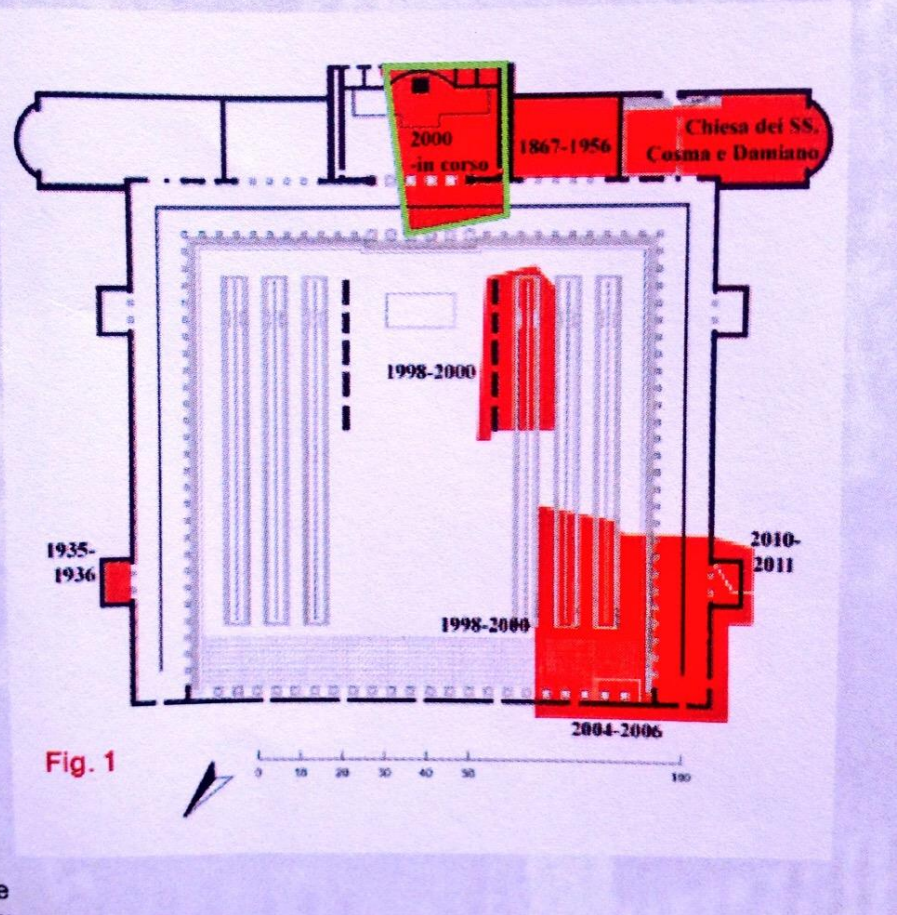 2000
-in corso
1867-1956
Chiesa dei SS.
Cosma e Damiano
1998-2000
1935-
1936
2010-
2011
1998-2000
2004-2006
Fig. 1
0 10 20 30 40 50 100
e